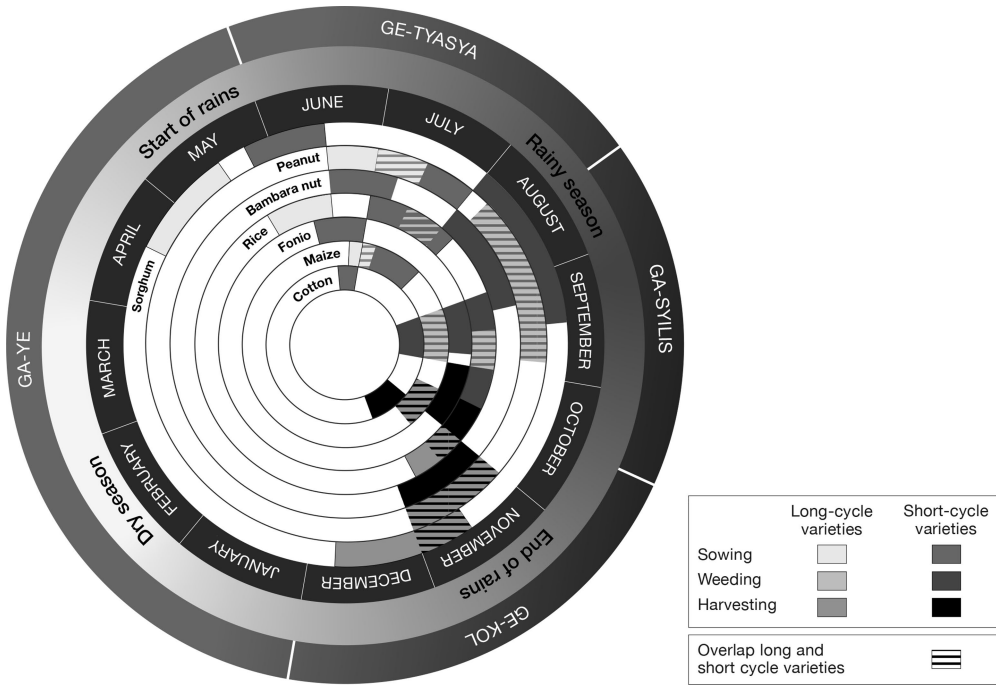 GE-TYASYA
GA-SYILIS
GE-KOL
GA-YE
Start of rains
Rainy season
End of rains
Dry season
JUNE
JULY
AUGUST
SEPTEMBER
OCTOBER
NOVEMBER
DECEMBER
JANUARY
FEBRUARY
MARCH
APRIL
MAY
Sorghum
Peanut
Bambara nut
Rice
Fonio
Maize
Cotton
Long-cycle
varieties
Short-cycle
varieties
Sowing
Weeding
Harvesting
Overlap long and
short cycle varieties